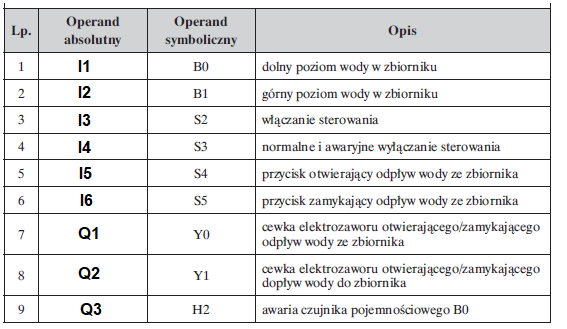 Lp. Operand absolutny Operand symboliczny Opis
1 I1 B0 dolny poziom wody w zbiorniku
2 I2 B1 górny poziom wody w zbiorniku
3 I3 S2 włączanie sterowania
4 I4 S3 normalne i awaryjne wyłączanie sterowania
5 I5 S4 przycisk otwierający odpływ wody ze zbiornika
6 I6 S5 przycisk zamykający odpływ wody ze zbiornika
7 Q1 Y0 cewka elektrozaworu otwierającego/zamykającego
odpływ wody ze zbiornika
8 Q2 Y1 cewka elektrozaworu otwierającego/zamykającego
dopływ wody do zbiornika
9 Q3 H2 awaria czujnika pojemnościowego B0